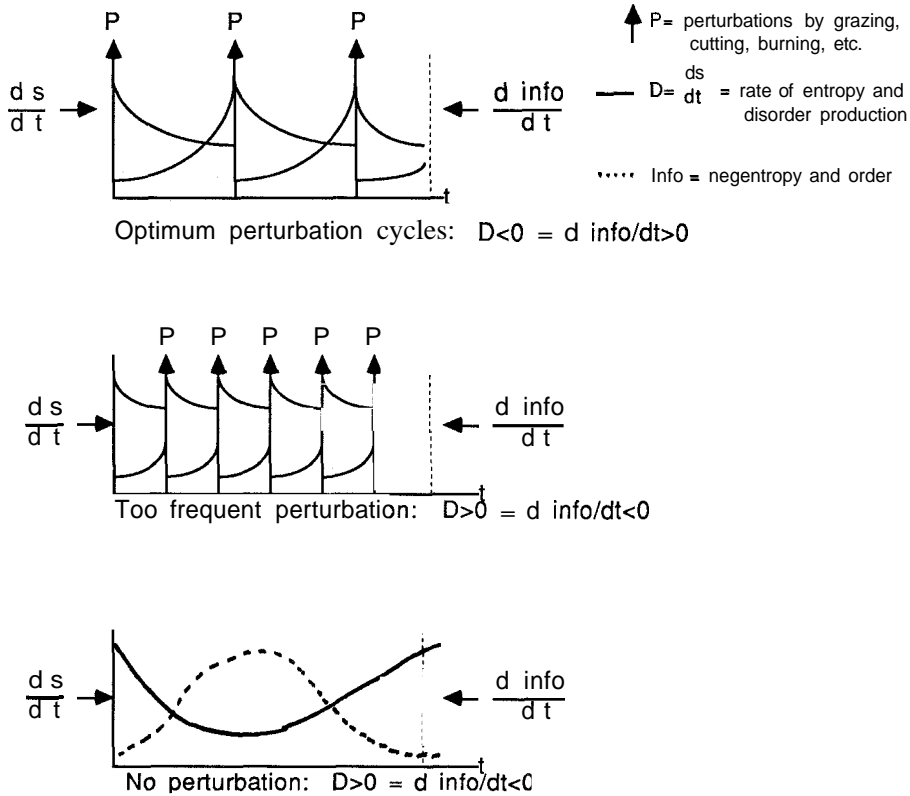 P P P
P= perturbations by grazing,
cutting, burning, etc.
d s
d t
d info
d t
D= ds
dt = rate of entropy and
disorder production
Info = negentropy and order
t
Optimum perturbation cycles: D<0 = d info/dt>0
P P P P P
d s
d t
d info
d t
t
Too frequent perturbation: D>0 = d info/dt<0
d s
d t
d info
d t
t
No perturbation: D>0 = d info/dt<0